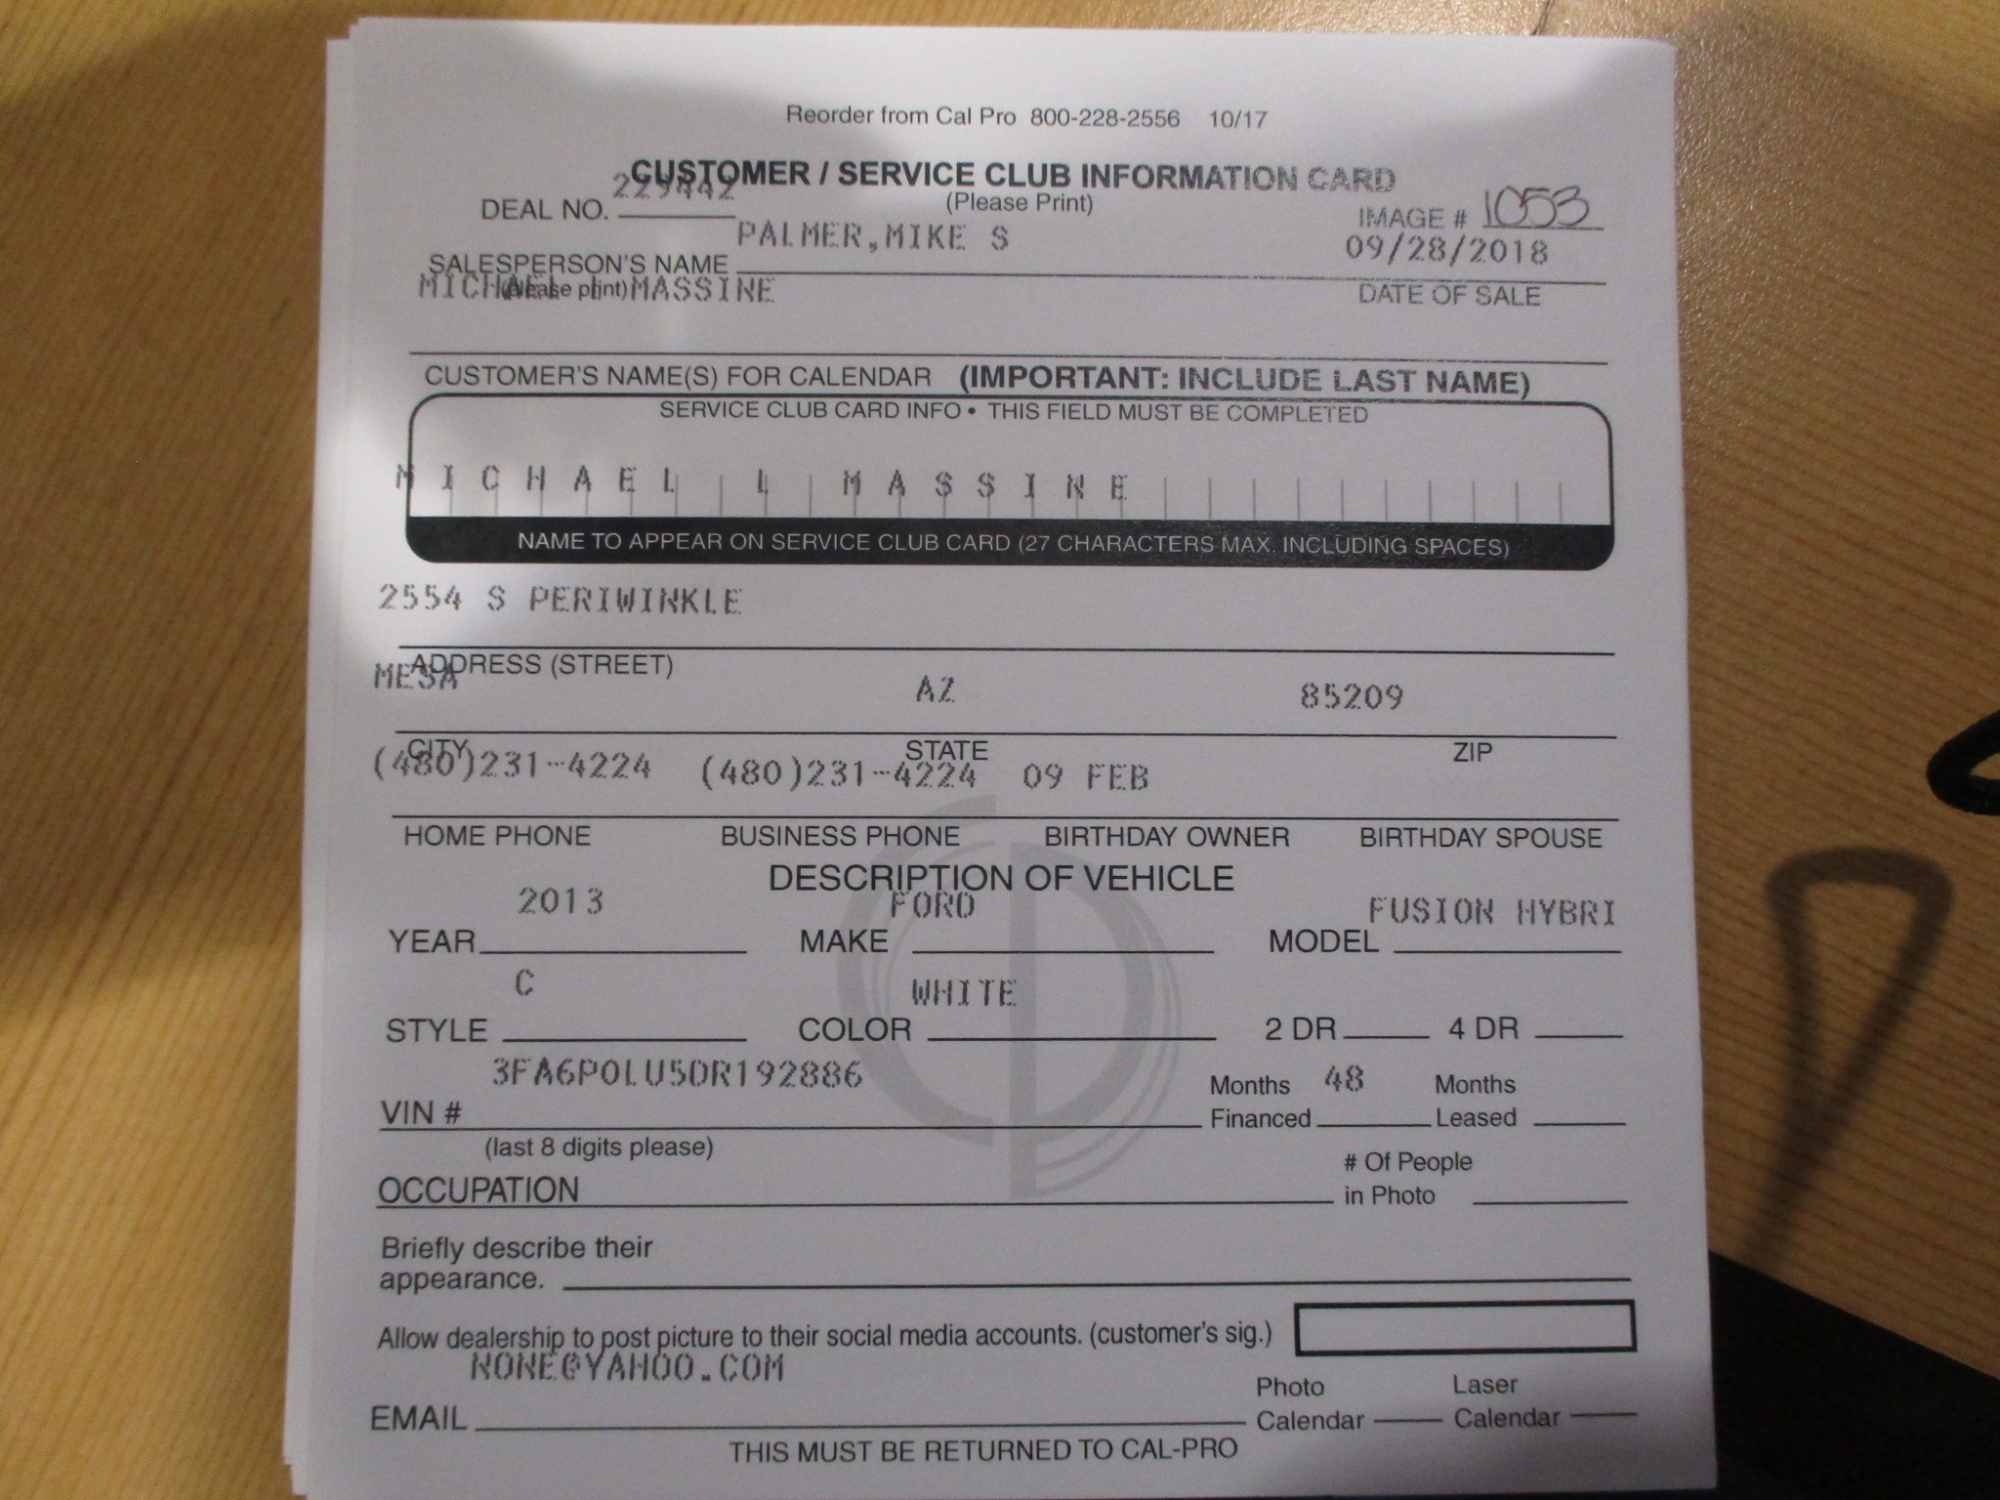 Reorder from Cal Pro 800-228-2556 10/17
CUSTOMER / SERVICE CLUB INFORMATION CARD
(Please Print)
DEAL NO. 229442
IMAGE # 1053
SALESPERSON'S NAME PALMER,MIKE S
(please print)
09/28/2018
DATE OF SALE
MICHAEL L MASSINE
CUSTOMER'S NAME(S) FOR CALENDAR (IMPORTANT: INCLUDE LAST NAME)
SERVICE CLUB CARD INFO • THIS FIELD MUST BE COMPLETED
MICHAEL L MASSINE
NAME TO APPEAR ON SERVICE CLUB CARD (27 CHARACTERS MAX. INCLUDING SPACES)
2554 S PERIWINKLE
ADDRESS (STREET)
MESA AZ 85209
CITY STATE ZIP
(480)231-4224 (480)231-4224 09 FEB
HOME PHONE BUSINESS PHONE BIRTHDAY OWNER BIRTHDAY SPOUSE
DESCRIPTION OF VEHICLE
YEAR 2013 MAKE FORD MODEL FUSION HYBRI
STYLE C COLOR WHITE 2 DR 4 DR
VIN # 3FA6P0LU5DR192886
(last 8 digits please)
Months Financed 48 Months Leased
OCCUPATION
# Of People in Photo
Briefly describe their
appearance.
Allow dealership to post picture to their social media accounts. (customer's sig.)
EMAIL NONE@YAHOO.COM
Photo Calendar Laser Calendar
THIS MUST BE RETURNED TO CAL-PRO